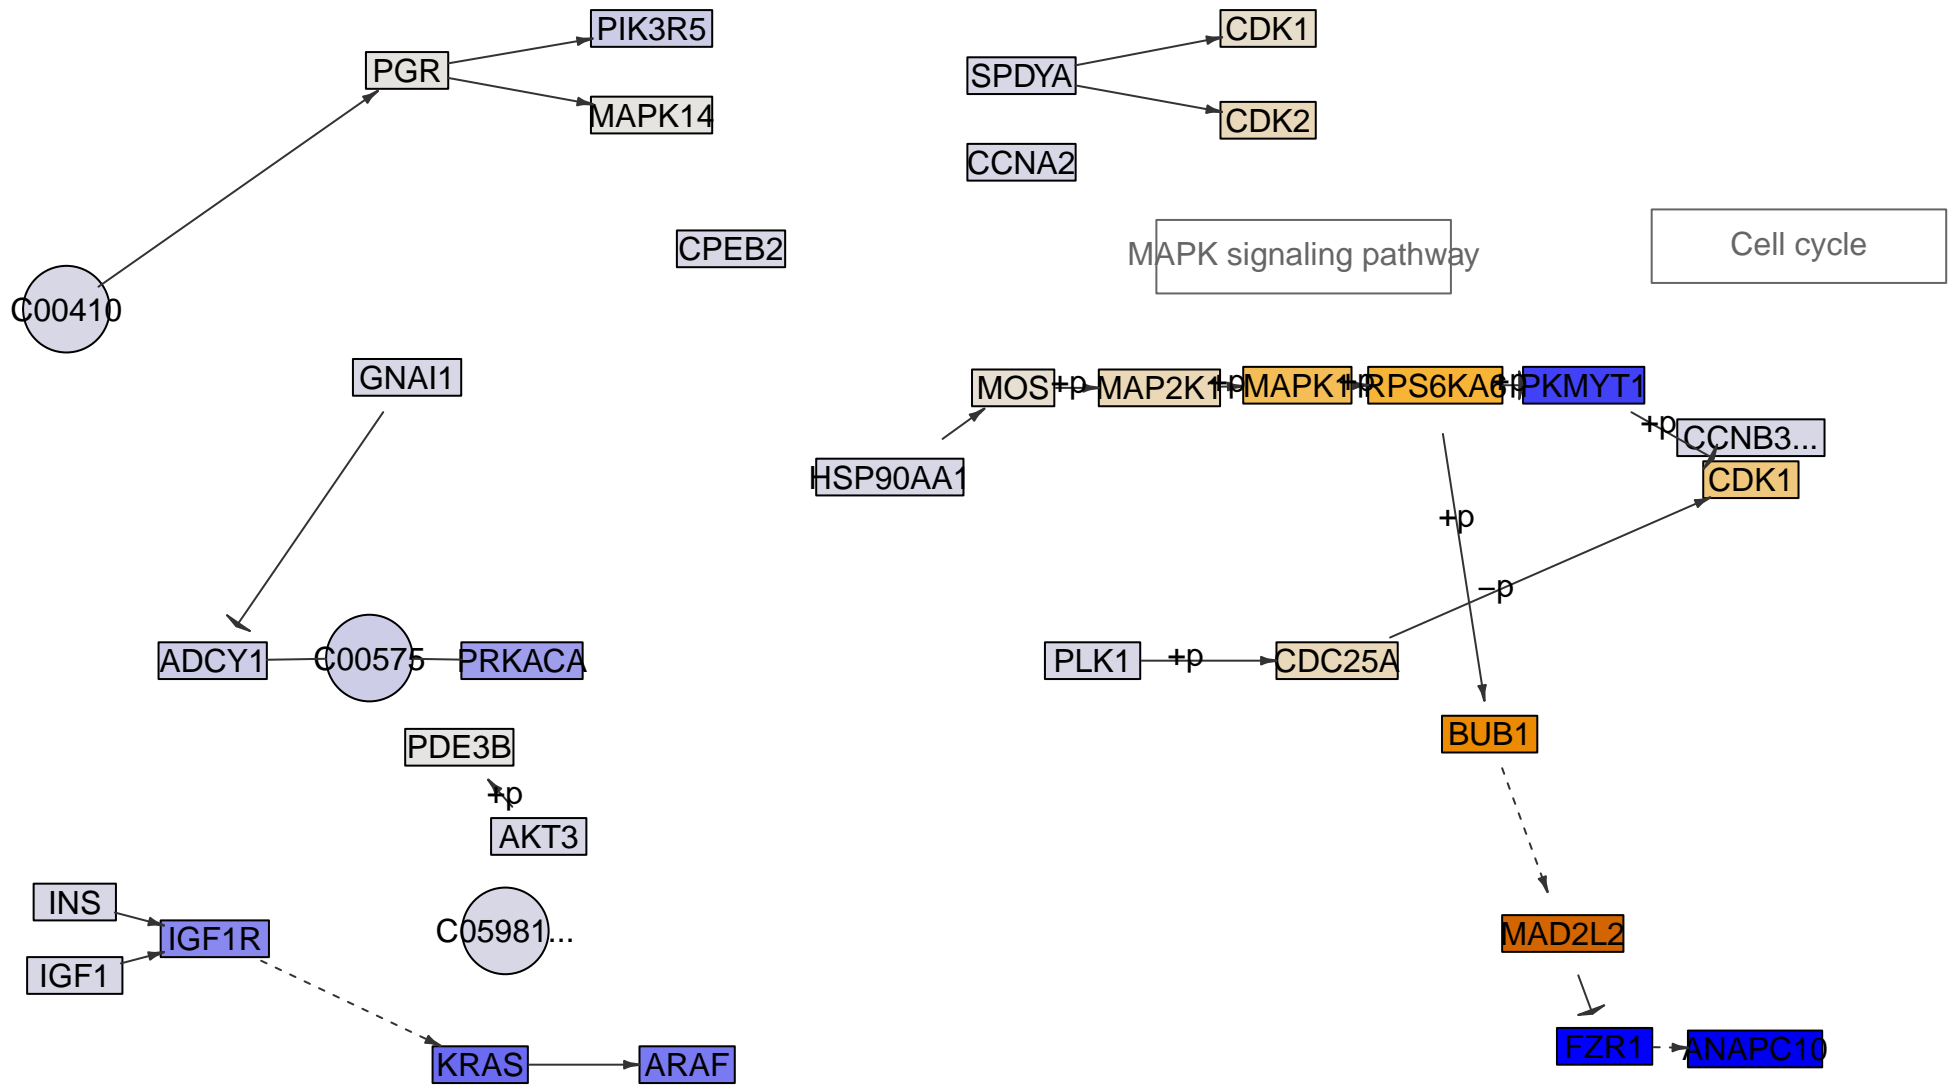 PIK3R5
CDK1
PGR
SPDYA
MAPK14
CDK2
CCNA2
CPEB2
MAPK signaling pathway
Cell cycle
C00410
GNAI1
MOS
+p
MAP2K1
+p
MAPK1
+p
RPS6KA6
+p
PKMYT1
+p
CCNB3...
HSP90AA1
CDK1
+p
–p
ADCY1
C00575
PRKACA
PLK1
+p
CDC25A
BUB1
PDE3B
+p
AKT3
INS
IGF1R
C05981...
MAD2L2
IGF1
KRAS
ARAF
FZR1
ANAPC10